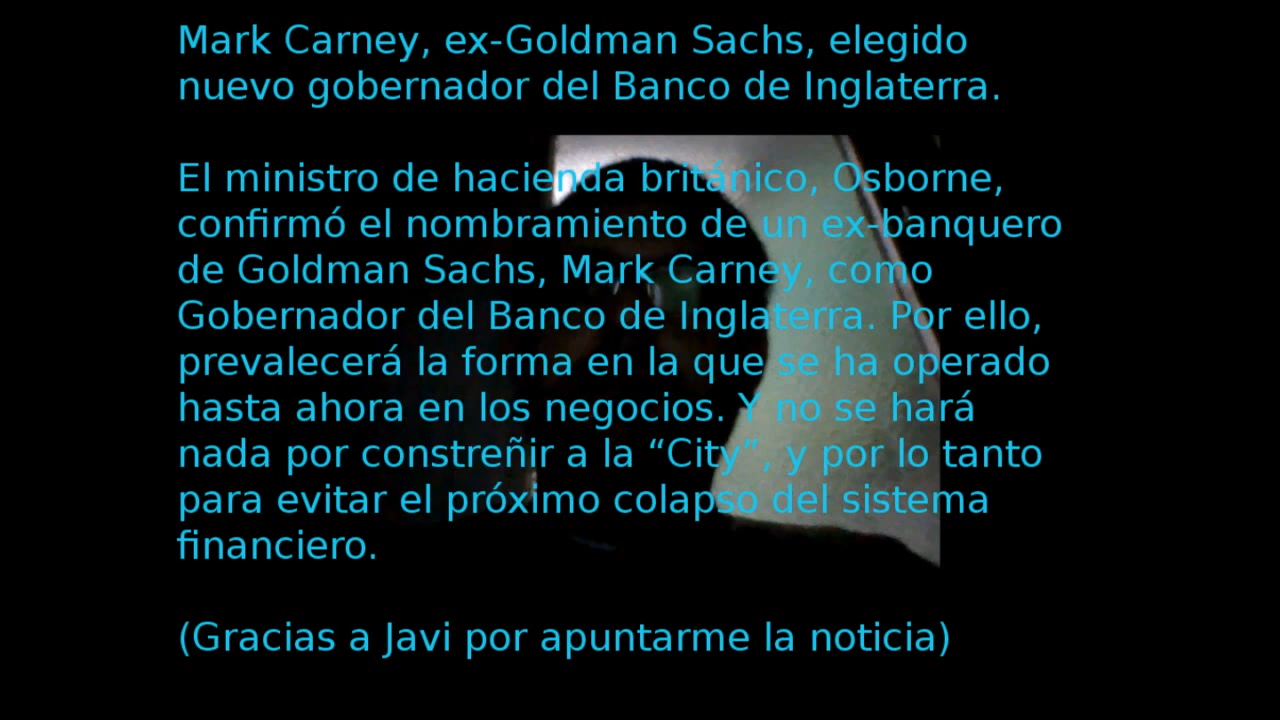 Mark Carney, ex-Goldman Sachs, elegido
nuevo gobernador del Banco de Inglaterra.
El ministro de hacienda británico, Osborne,
confirmó el nombramiento de un ex-banquero
de Goldman Sachs, Mark Carney, como
Gobernador del Banco de Inglaterra. Por ello,
prevalecerá la forma en la que se ha operado
hasta ahora en los negocios. Y no se hará
nada por constreñir a la “City”, y por lo tanto
para evitar el próximo colapso del sistema
financiero.
(Gracias a Javi por apuntarme la noticia)